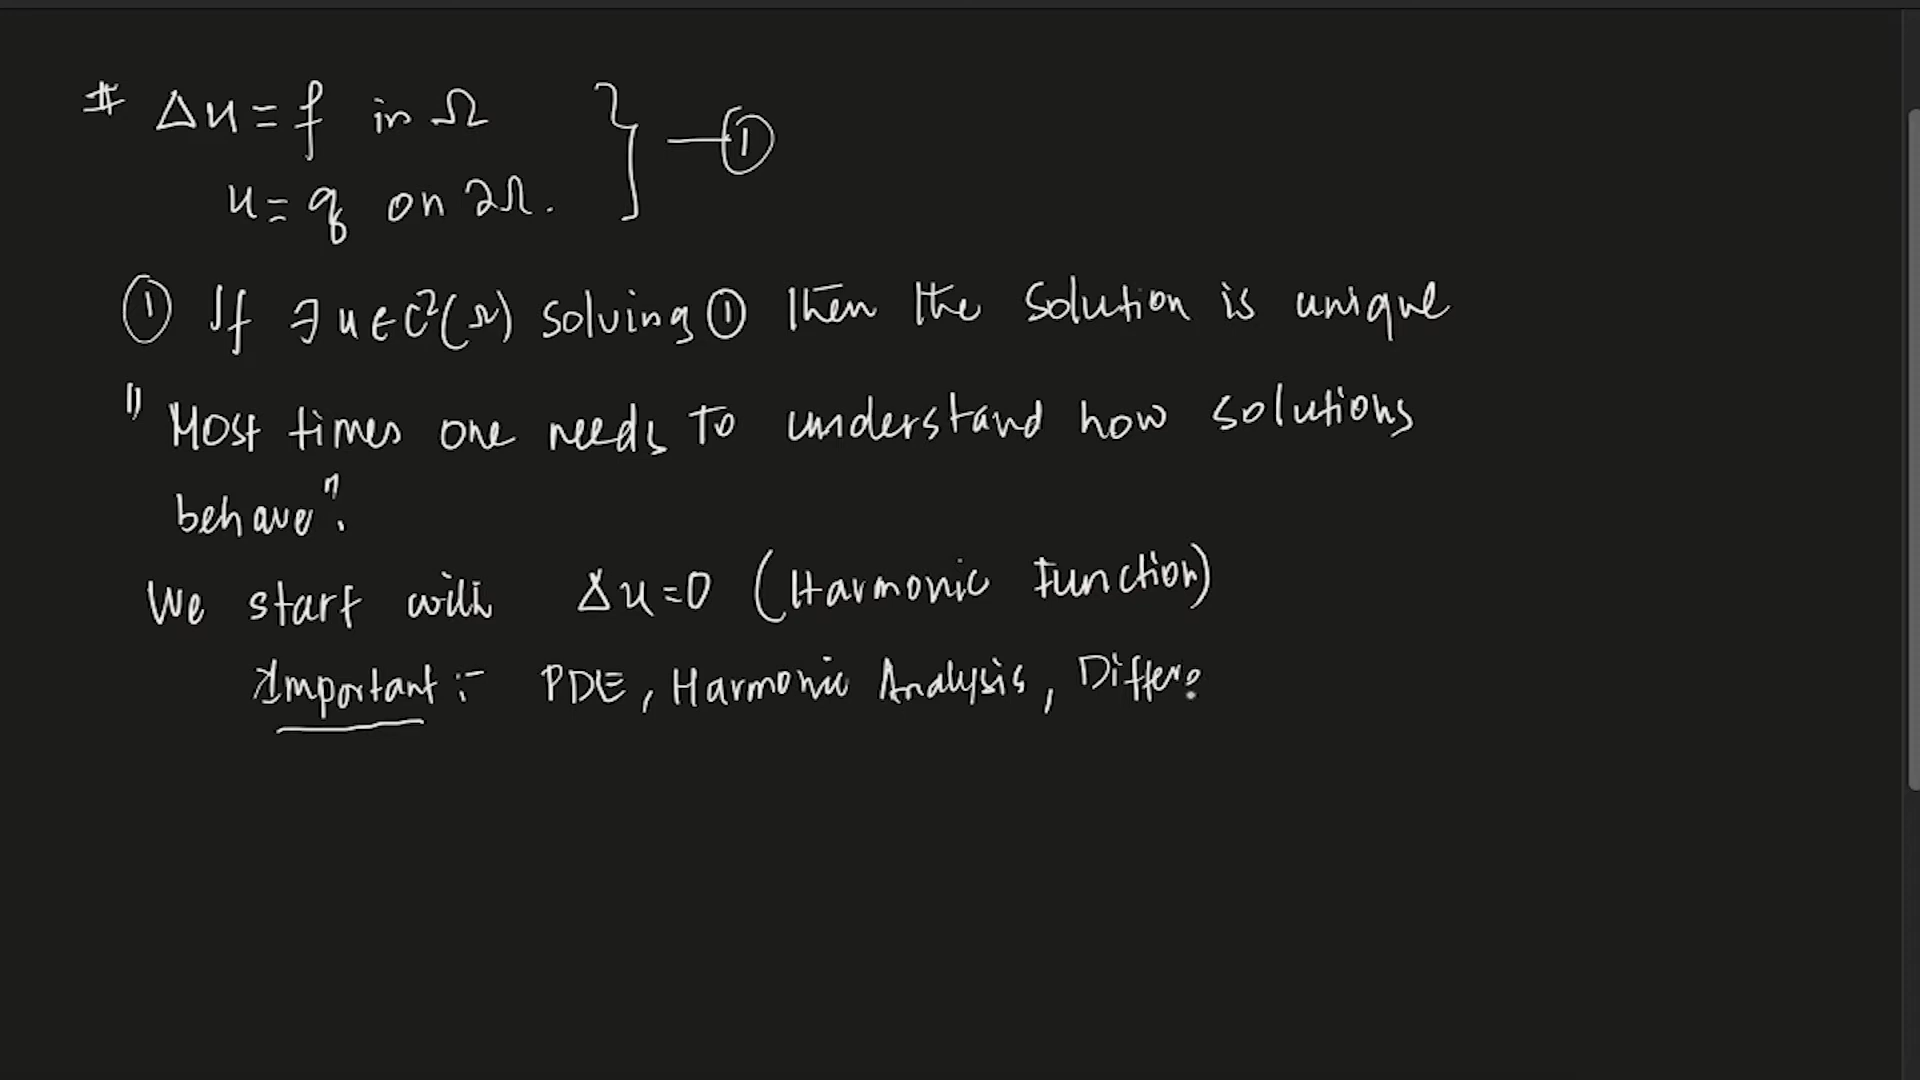 # Δu = f in Ω
u = g on ∂Ω. } — ①
① If ∃ u ∈ C²(Ω) solving ① then the solution is unique
" Most times one needs to understand how solutions
behave".
We start with Δu = 0 (Harmonic Function)
Important :- PDE, Harmonic Analysis, Differe